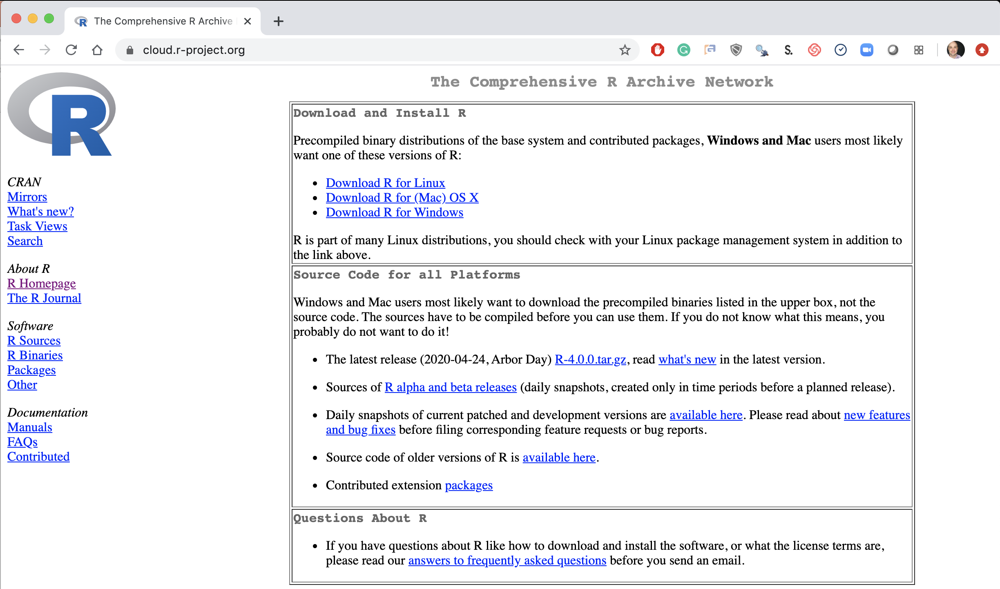 The Comprehensive R Archive
cloud.r-project.org
S.
R
The Comprehensive R Archive Network
CRAN
Mirrors
What's new?
Task Views
Search
About R
R Homepage
The R Journal
Software
R Sources
R Binaries
Packages
Other
Documentation
Manuals
FAQs
Contributed
Download and Install R
Precompiled binary distributions of the base system and contributed packages, Windows and Mac users most likely
want one of these versions of R:
• Download R for Linux
• Download R for (Mac) OS X
• Download R for Windows
R is part of many Linux distributions, you should check with your Linux package management system in addition to
the link above.
Source Code for all Platforms
Windows and Mac users most likely want to download the precompiled binaries listed in the upper box, not the
source code. The sources have to be compiled before you can use them. If you do not know what this means, you
probably do not want to do it!
• The latest release (2020-04-24, Arbor Day) R-4.0.0.tar.gz, read what's new in the latest version.
• Sources of R alpha and beta releases (daily snapshots, created only in time periods before a planned release).
• Daily snapshots of current patched and development versions are available here. Please read about new features
and bug fixes before filing corresponding feature requests or bug reports.
• Source code of older versions of R is available here.
• Contributed extension packages
Questions About R
• If you have questions about R like how to download and install the software, or what the license terms are,
please read our answers to frequently asked questions before you send an email.